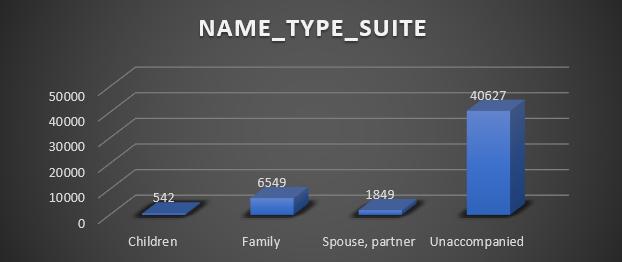 NAME_TYPE_SUITE
50000
40000
30000
20000
10000
0
542
6549
1849
40627
Children
Family
Spouse, partner
Unaccompanied